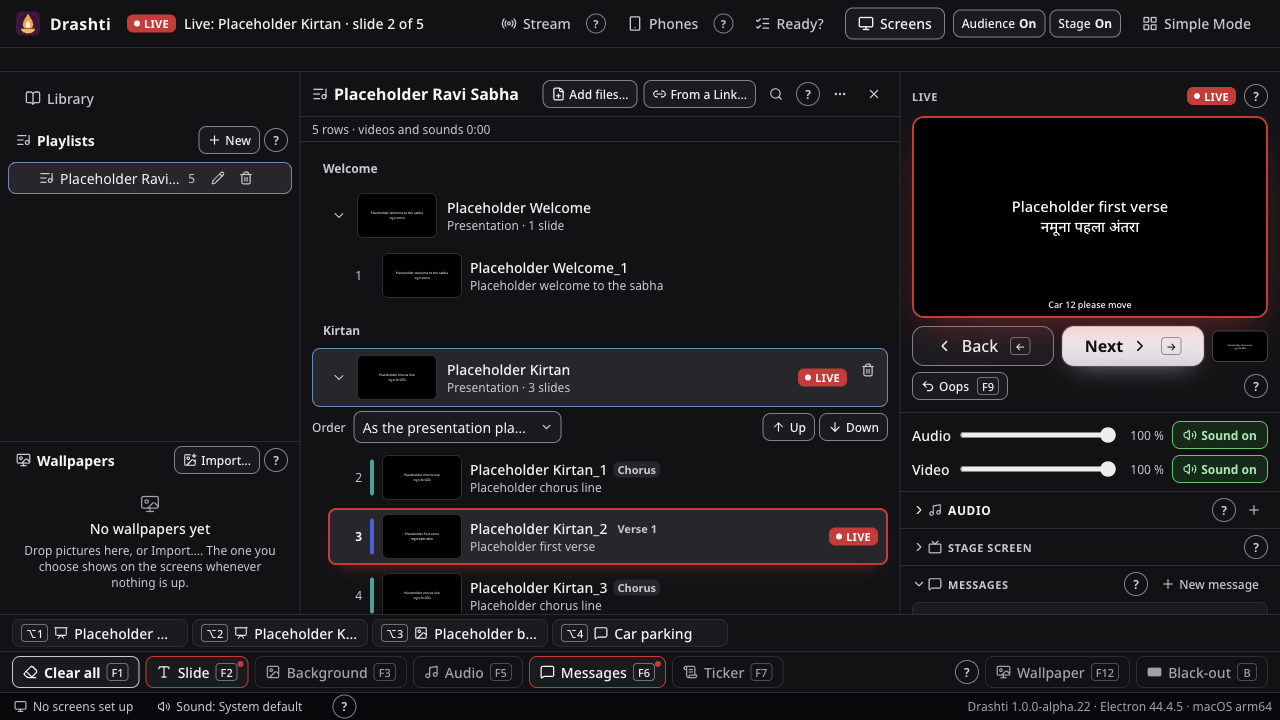 Drashti
LIVE
Live: Placeholder Kirtan · slide 2 of 5
Stream ?
Phones ?
Ready?
Screens
Audience On
Stage On
Simple Mode
Library
Playlists
+ New ?
Placeholder Ravi... 5
Wallpapers
Import... ?
No wallpapers yet
Drop pictures here, or Import.... The one you
choose shows on the screens whenever
nothing is up.
Placeholder Ravi Sabha
Add files...
From a Link...
?
5 rows · videos and sounds 0:00
Welcome
Placeholder Welcome
Presentation · 1 slide
1
Placeholder Welcome_1
Placeholder welcome to the sabha
Kirtan
Placeholder Kirtan
Presentation · 3 slides
LIVE
Order
As the presentation pla...
Up
Down
2
Placeholder Kirtan_1 Chorus
Placeholder chorus line
3
Placeholder Kirtan_2 Verse 1
Placeholder first verse
LIVE
4
Placeholder Kirtan_3 Chorus
Placeholder chorus line
LIVE
LIVE ?
Placeholder first verse
नमूना पहला अंतरा
Car 12 please move
Back ←
Next →
Oops F9
?
Audio 100 % Sound on
Video 100 % Sound on
AUDIO ? +
STAGE SCREEN ?
MESSAGES ? + New message
⌥1 Placeholder ...
⌥2 Placeholder K...
⌥3 Placeholder b...
⌥4 Car parking
Clear all F1
Slide F2
Background F3
Audio F5
Messages F6
Ticker F7
?
Wallpaper F12
Black-out B
No screens set up
Sound: System default
?
Drashti 1.0.0-alpha.22 · Electron 44.4.5 · macOS arm64